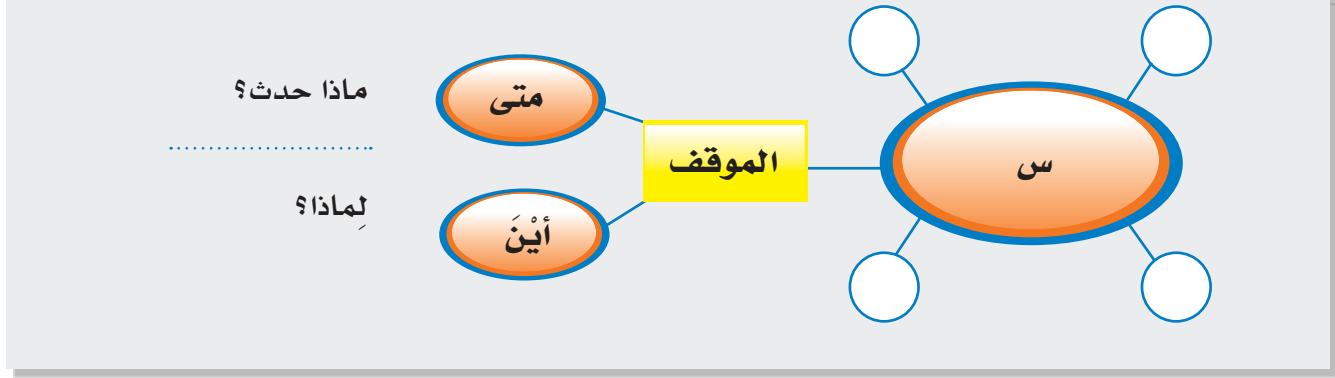 س
الموقف
متى
أيْنَ
ماذا حدث؟
........................
لِماذا؟